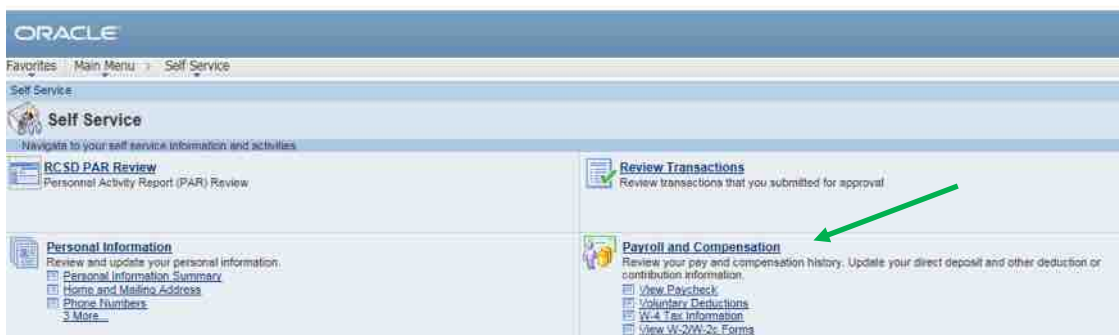 ORACLE
Favorites Main Menu > Self Service
Self Service
Self Service
Navigate to your self service information and activities
RCSD PAR Review
Personnel Activity Report (PAR) Review
Review Transactions
Review transactions that you submitted for approval
Personal Information
Review and update your personal information.
Personal Information Summary
Home and Mailing Address
Phone Numbers
3 More...
Payroll and Compensation
Review your pay and compensation history. Update your direct deposit and other deduction or
contribution information.
View Paycheck
Voluntary Deductions
W-4 Tax Information
View W-2/W-2c Forms